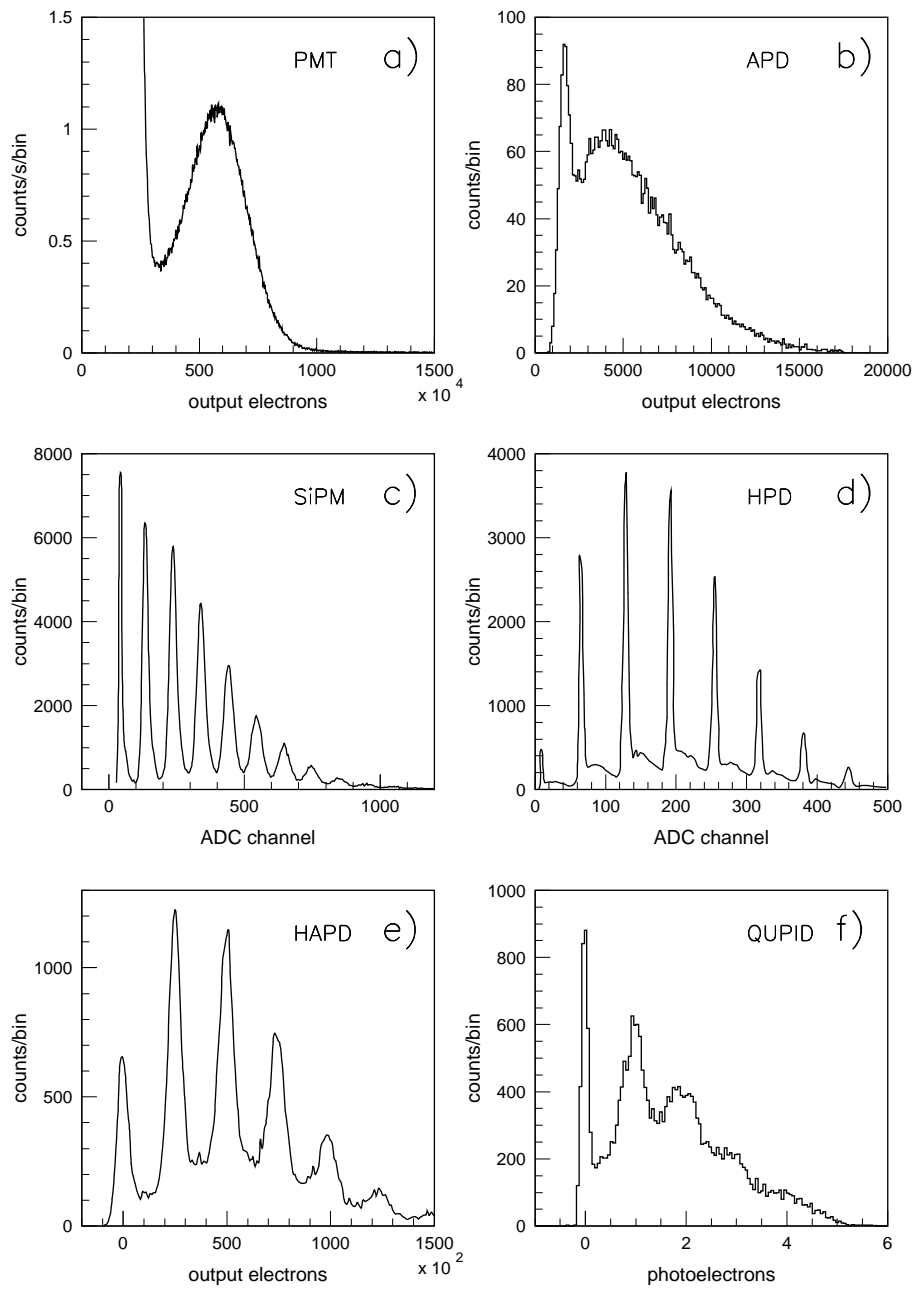 PMT a)
counts/s/bin
1.5
1
0.5
0
0 500 1000 1500
x 10 4
output electrons
APD b)
counts/bin
100
80
60
40
20
0
0 5000 10000 15000 20000
output electrons
SiPM c)
counts/bin
8000
6000
4000
2000
0
0 500 1000
ADC channel
HPD d)
counts/bin
4000
3000
2000
1000
0
0 100 200 300 400 500
ADC channel
HAPD e)
counts/bin
1000
500
0
0 500 1000 1500
x 10 2
output electrons
QUPID f)
counts/bin
1000
800
600
400
200
0
0 2 4 6
photoelectrons